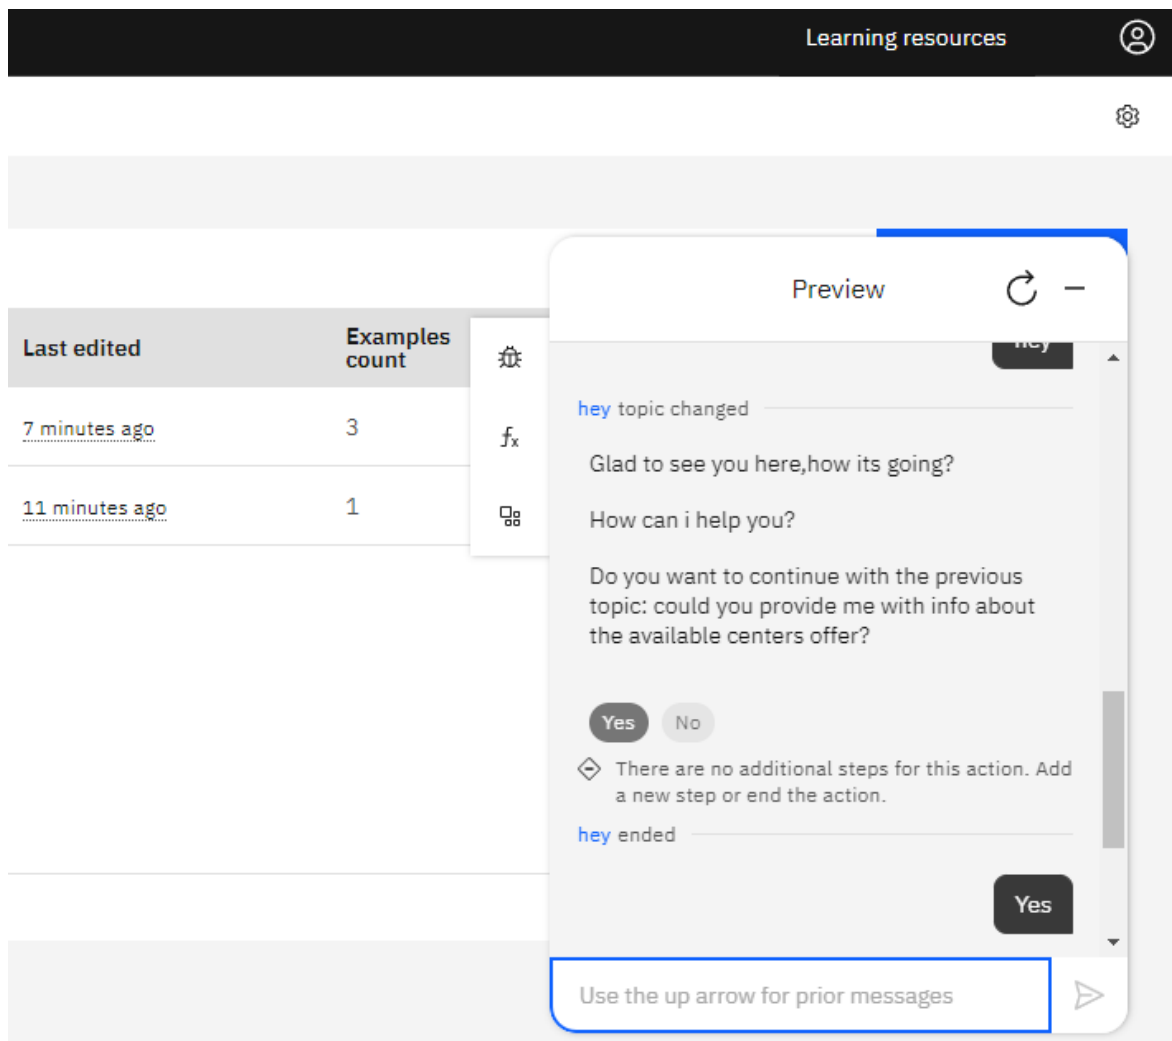 Learning resources
Preview
Last edited
Examples
count
7 minutes ago
3
11 minutes ago
1
fx
hey
hey topic changed
Glad to see you here,how its going?
How can i help you?
Do you want to continue with the previous
topic: could you provide me with info about
the available centers offer?
Yes
No
There are no additional steps for this action. Add
a new step or end the action.
hey ended
Yes
Use the up arrow for prior messages